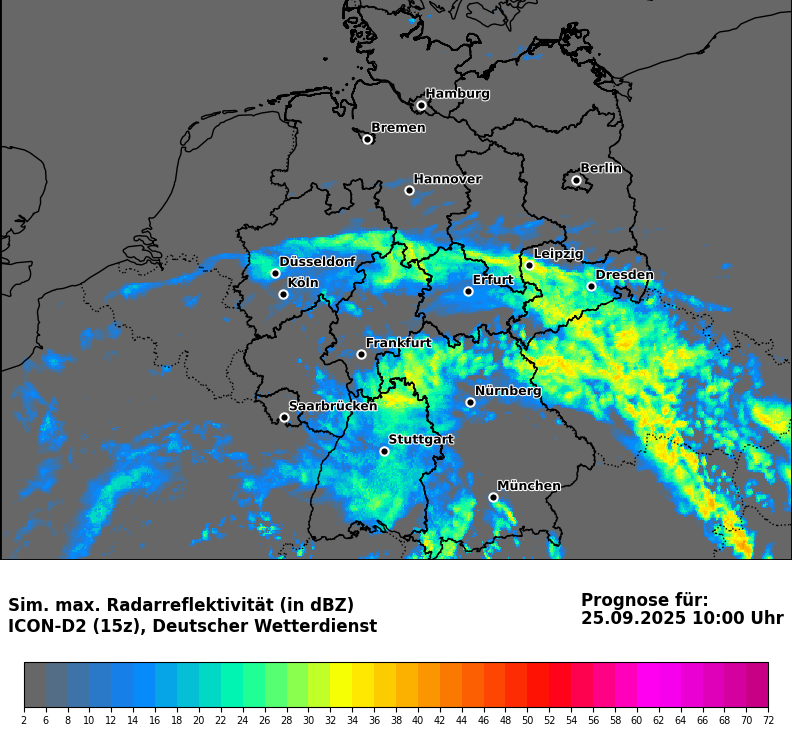 Hamburg
Bremen
Berlin
Hannover
Leipzig
Düsseldorf
Dresden
Köln
Erfurt
Frankfurt
Nürnberg
Saarbrücken
Stuttgart
München
Sim. max. Radarreflektivität (in dBZ)
ICON-D2 (15z), Deutscher Wetterdienst
Prognose für:
25.09.2025 10:00 Uhr
2 6 8 10 12 14 16 18 20 22 24 26 28 30 32 34 36 38 40 42 44 46 48 50 52 54 56 58 60 62 64 66 68 70 72